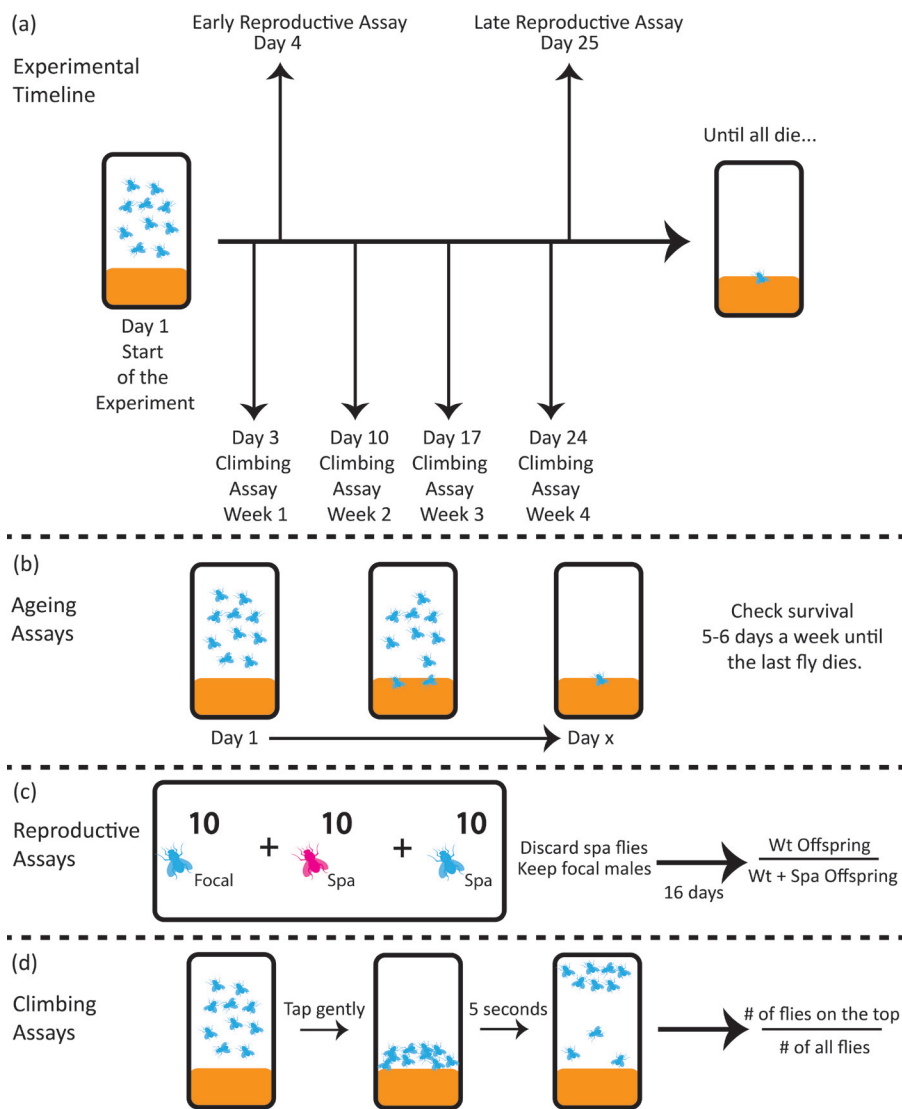 (a)
Experimental
Timeline
Early Reproductive Assay
Day 4
Late Reproductive Assay
Day 25
Until all die...
Day 1
Start
of the
Experiment
Day 3
Climbing
Assay
Week 1
Day 10
Climbing
Assay
Week 2
Day 17
Climbing
Assay
Week 3
Day 24
Climbing
Assay
Week 4
(b)
Ageing
Assays
Day 1
Day x
Check survival
5-6 days a week until
the last fly dies.
(c)
Reproductive
Assays
10
Focal
+
10
Spa
+
10
Spa
Discard spa flies
Keep focal males
16 days
Wt Offspring
Wt + Spa Offspring
(d)
Climbing
Assays
Tap gently
5 seconds
# of flies on the top
# of all flies